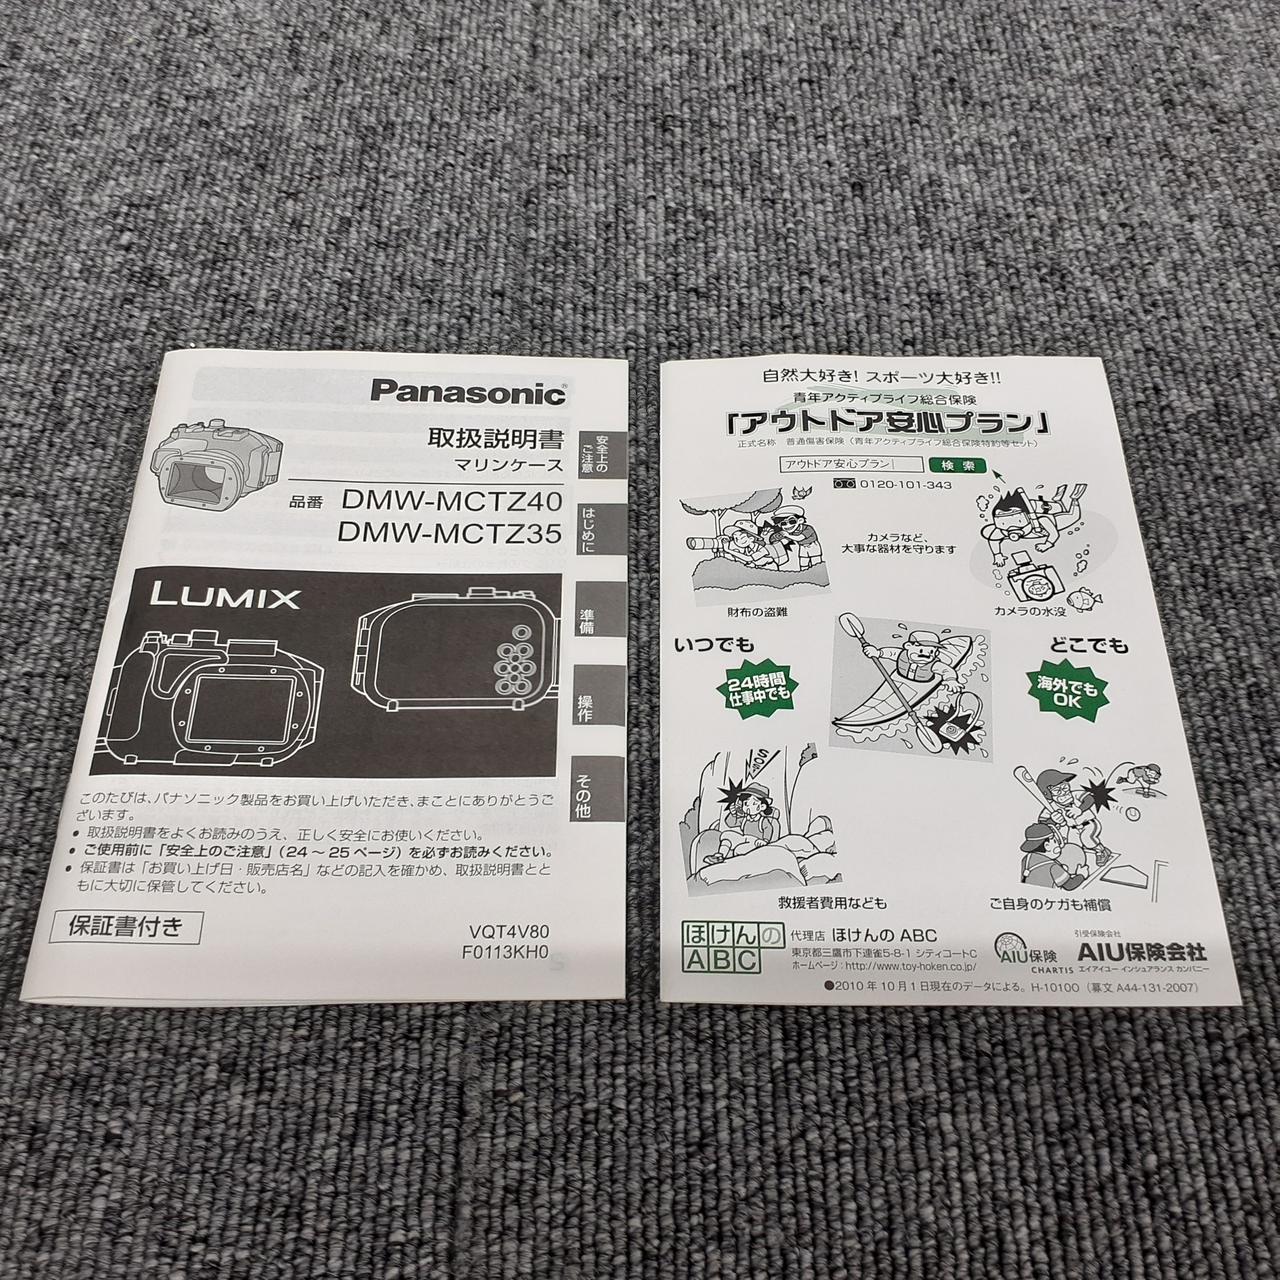 Panasonic®
取扱説明書
マリンケース
品番 DMW-MCTZ40
DMW-MCTZ35
LUMIX
安全上の
ご注意
はじめに
準備
操作
その他
このたびは、パナソニック製品をお買い上げいただき、まことにありがとうご
ざいます。
● 取扱説明書をよくお読みのうえ、正しく安全にお使いください。
● ご使用前に「安全上のご注意」(24 ～ 25 ページ) を必ずお読みください。
● 保証書は「お買い上げ日・販売店名」などの記入を確かめ、取扱説明書とと
もに大切に保管してください。
保証書付き
VQT4V80
F0113KH0
自然大好き! スポーツ大好き!!
青年アクティブライフ総合保険
「アウトドア安心プラン」
正式名称 普通傷害保険(青年アクティブライフ総合保険特約等セット)
アウトドア安心プラン 検索
0120-101-343
カメラなど、
大事な器材を守ります
財布の盗難
カメラの水没
いつでも
どこでも
24時間
仕事中でも
海外でも
OK
SOS
救援者費用なども
ご自身のケガも補償
ほけんの
ABC
代理店 ほけんの ABC
東京都三鷹市下連雀5-8-1 シティコートC
ホームページ:http://www.toy-hoken.co.jp/
AIU保険
CHARTIS
引受保険会社
AIU保険会社
エイアイユー インシュアランス カンパニー
●2010 年 10 月 1 日現在のデータによる。H-10100 (募文 A44-131-2007)